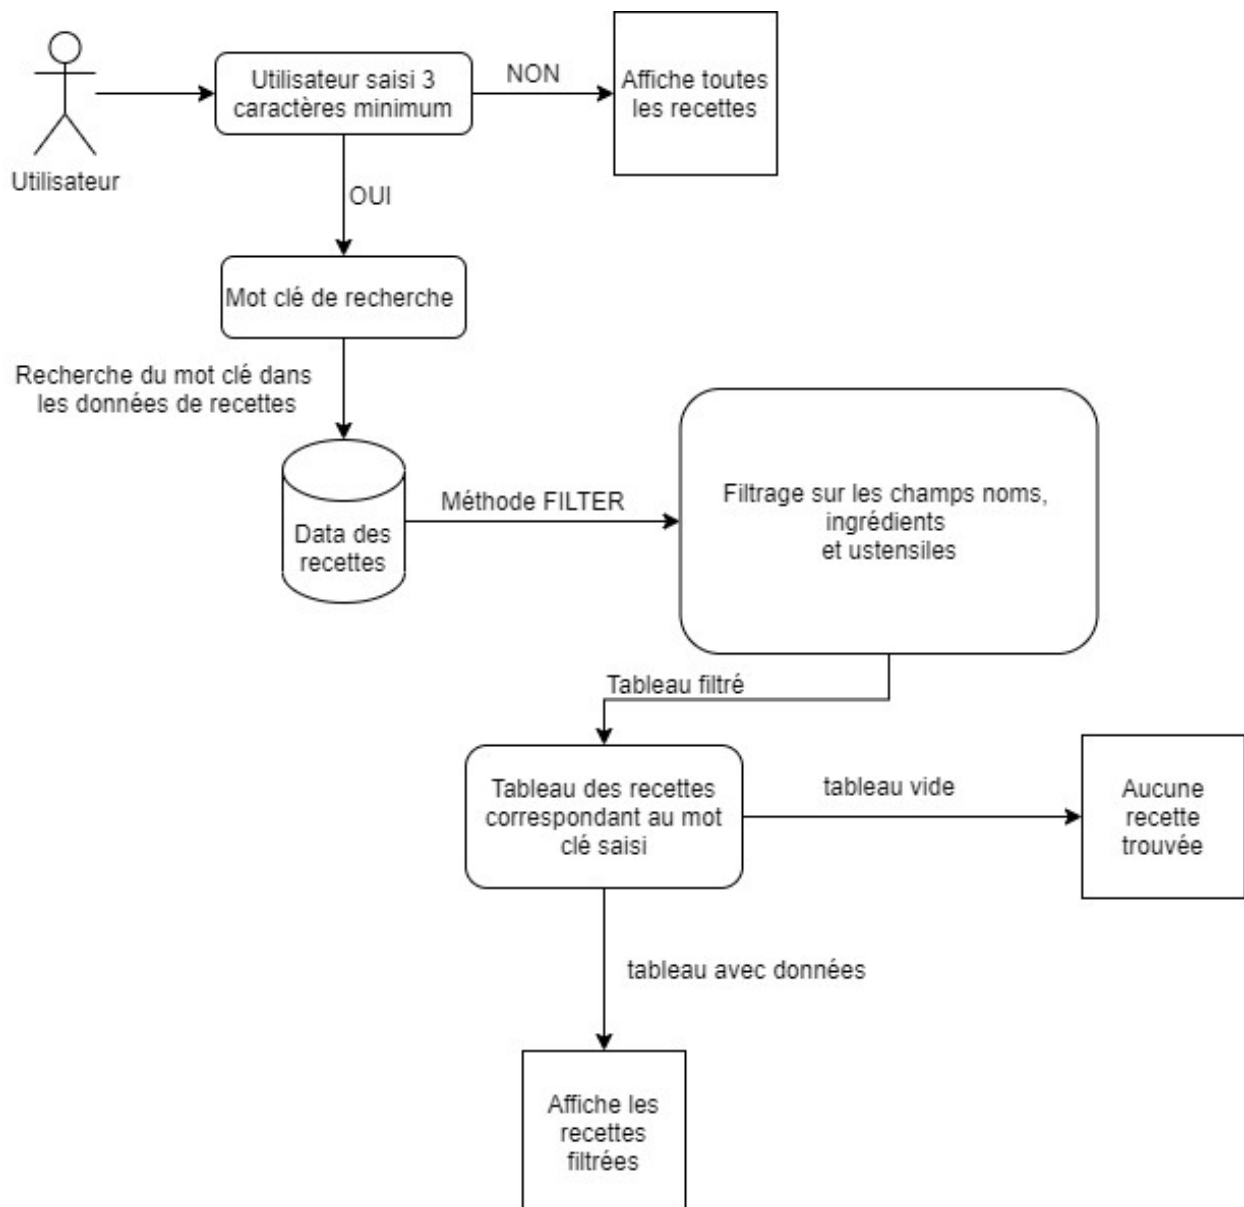 Utilisateur saisi 3
caractères minimum
NON
Affiche toutes
les recettes
Utilisateur
OUI
Mot clé de recherche
Recherche du mot clé dans
les données de recettes
Data des
recettes
Méthode FILTER
Filtrage sur les champs noms,
ingrédients
et ustensiles
Tableau filtré
Tableau des recettes
correspondant au mot
clé saisi
tableau vide
Aucune
recette
trouvée
tableau avec données
Affiche les
recettes
filtrées